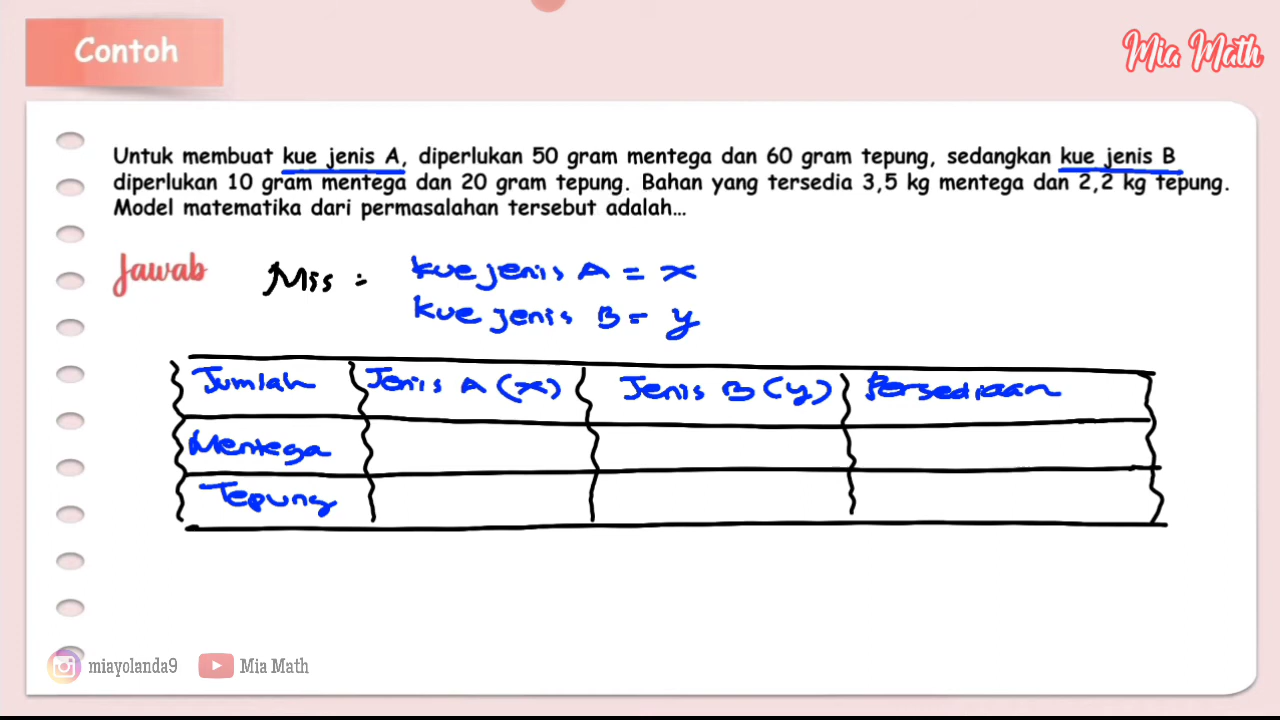 Contoh
Mia Math
Untuk membuat kue jenis A, diperlukan 50 gram mentega dan 60 gram tepung, sedangkan kue jenis B
diperlukan 10 gram mentega dan 20 gram tepung. Bahan yang tersedia 3,5 kg mentega dan 2,2 kg tepung.
Model matematika dari permasalahan tersebut adalah...
Jawab
Mis : kue jenis A = x
kue jenis B = y
Jumlah Jenis A (x) Jenis B (y) Persediaan
Mentega
Tepung
miyolanda9 Mia Math